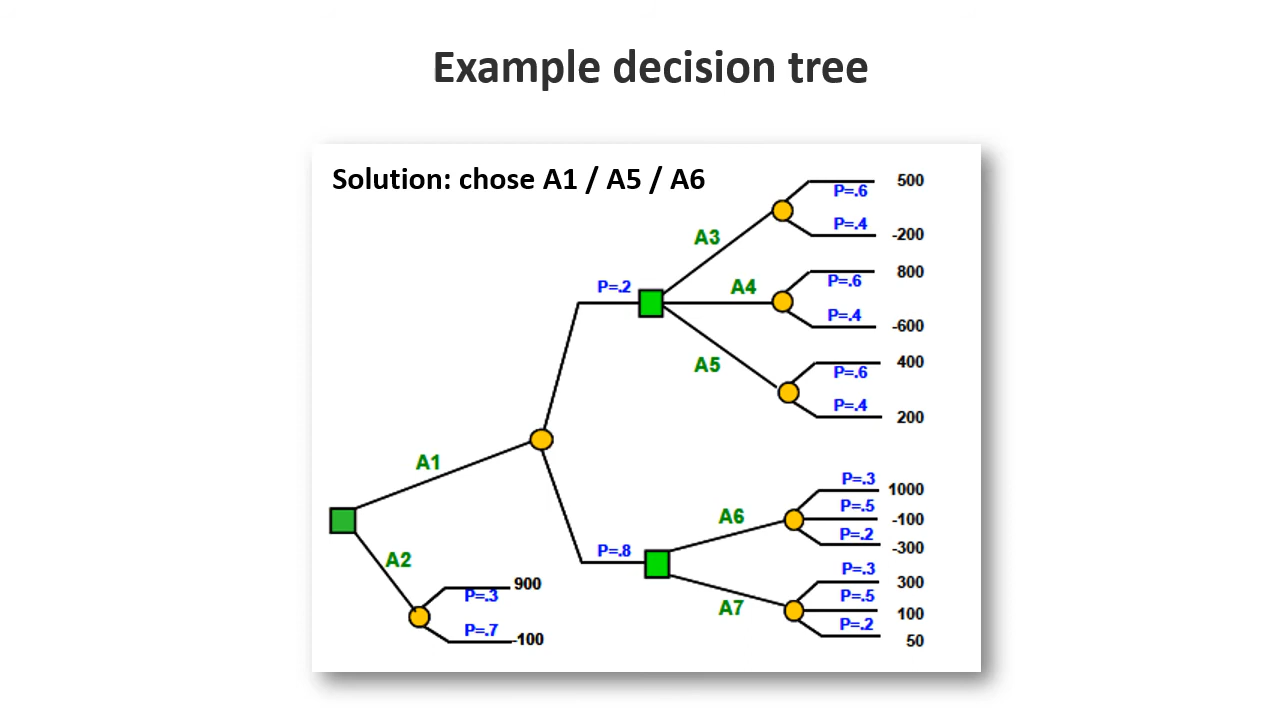 Example decision tree
Solution: chose A1 / A5 / A6
500
P=.6
A3
P=.4
-200
800
P=.2
A4
P=.6
P=.4
-600
400
A5
P=.6
P=.4
200
A1
P=.3
1000
A6
P=.5
-100
P=.2
-300
P=.8
P=.3
300
A7
P=.5
100
P=.2
50
A2
900
P=.3
P=.7
-100